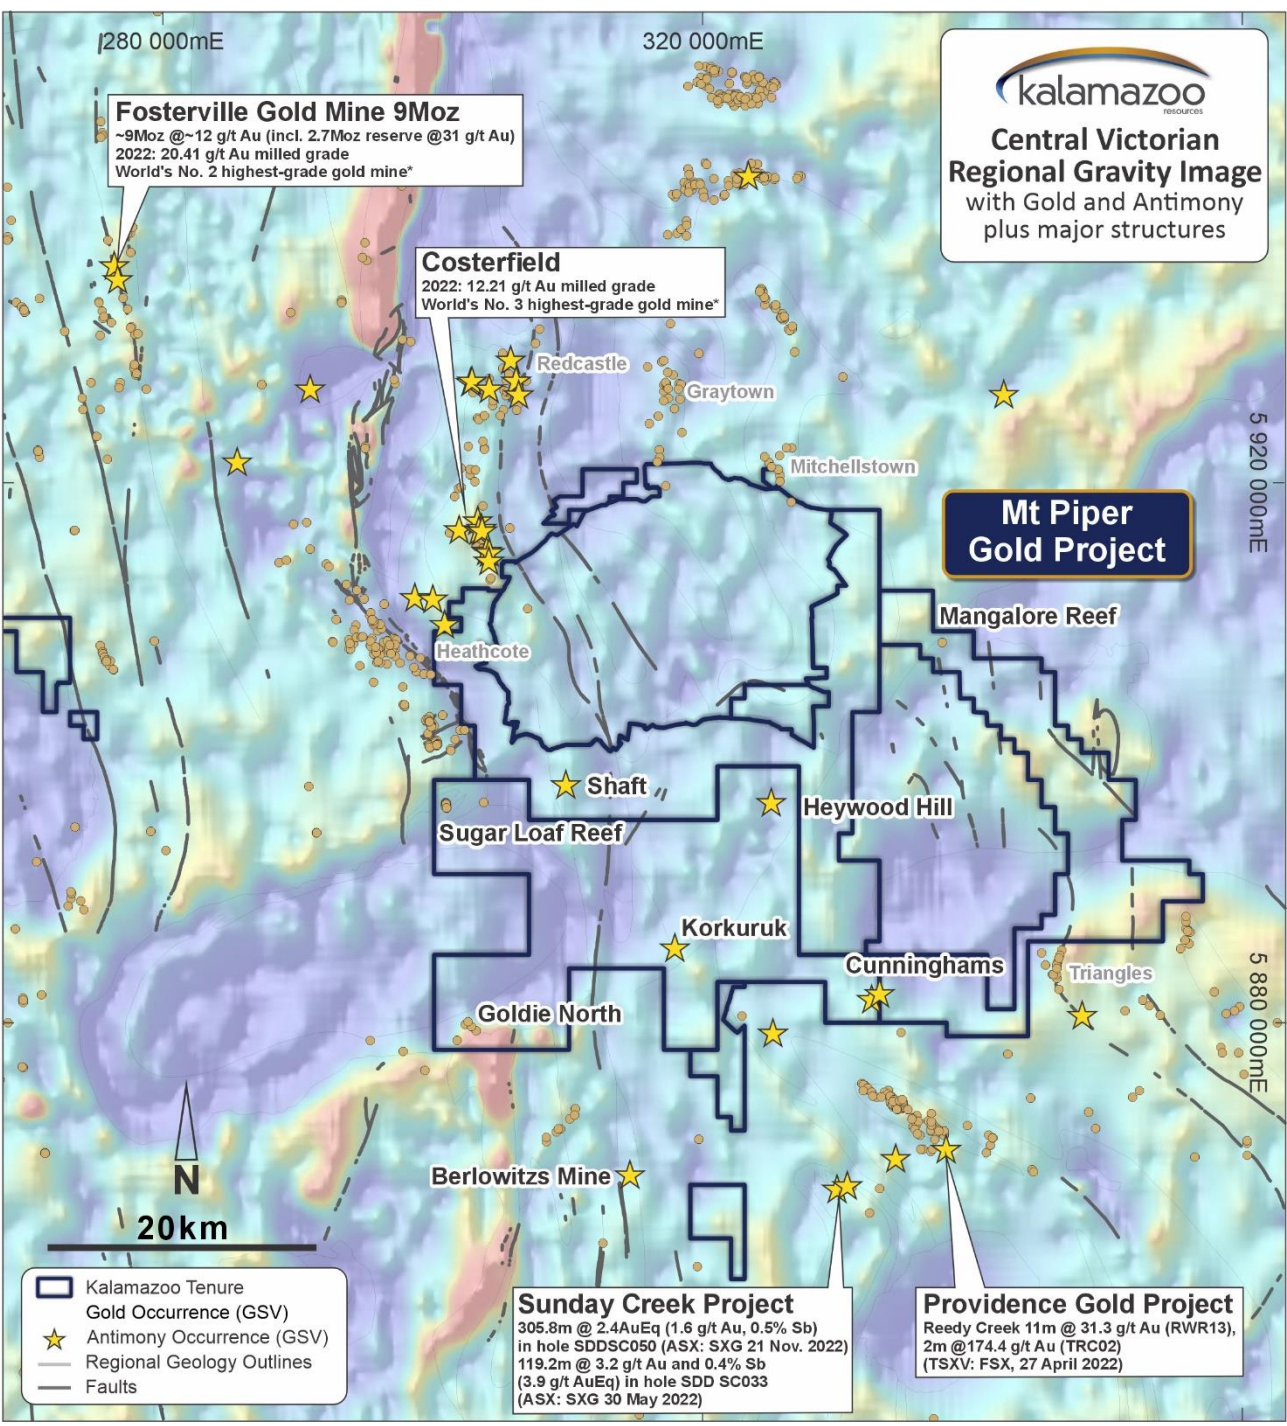 280 000mE
320 000mE
kalamazoo
resources
Central Victorian
Regional Gravity Image
with Gold and Antimony
plus major structures
Fosterville Gold Mine 9Moz
~9Moz @~12 g/t Au (incl. 2.7Moz reserve @31 g/t Au)
2022: 20.41 g/t Au milled grade
World's No. 2 highest-grade gold mine*
Costerfield
2022: 12.21 g/t Au milled grade
World's No. 3 highest-grade gold mine*
Redcastle
Graytown
Mitchellstown
5 920 000mE
Mt Piper
Gold Project
Mangalore Reef
Heathcote
Shaft
Heywood Hill
Sugar Loaf Reef
Korkuruk
Cunninghams
Triangles
5 880 000mE
Goldie North
Berlowitzs Mine
N
20km
Kalamazoo Tenure
Gold Occurrence (GSV)
Antimony Occurrence (GSV)
Regional Geology Outlines
Faults
Sunday Creek Project
305.8m @ 2.4AuEq (1.6 g/t Au, 0.5% Sb)
in hole SDDSC050 (ASX: SXG 21 Nov. 2022)
119.2m @ 3.2 g/t Au and 0.4% Sb
(3.9 g/t AuEq) in hole SDD SC033
(ASX: SXG 30 May 2022)
Providence Gold Project
Reedy Creek 11m @ 31.3 g/t Au (RWR13),
2m @174.4 g/t Au (TRC02)
(TSXV: FSX, 27 April 2022)